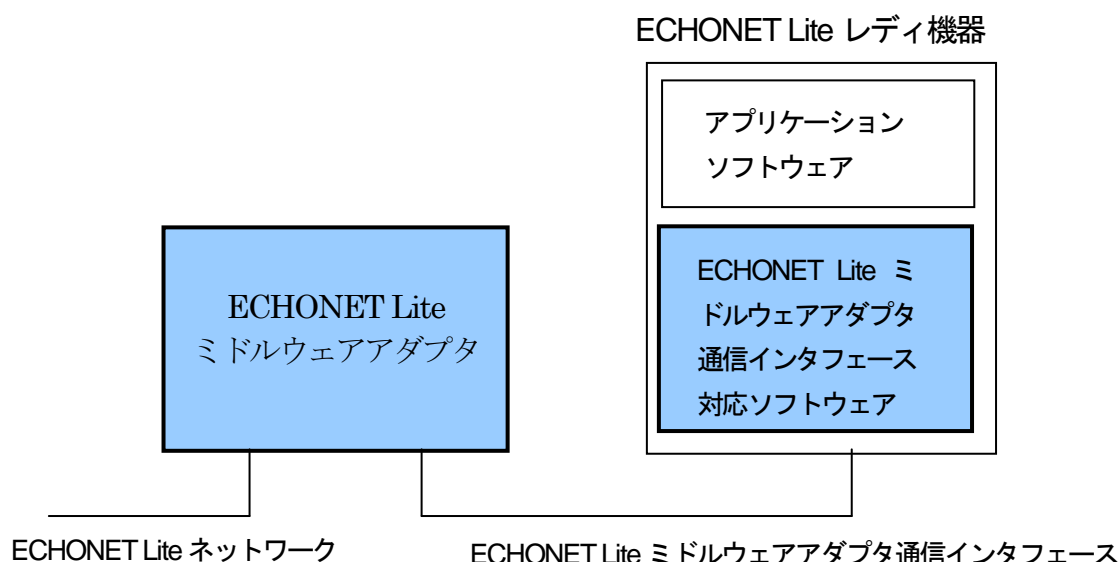 ECHONET Lite レディ機器
アプリケーション
ソフトウェア
ECHONET Lite
ミドルウェアアダプタ
ECHONET Lite ミ
ドルウェアアダプタ
通信インタフェース
対応ソフトウェア
ECHONET Lite ネットワーク
ECHONET Lite ミドルウェアアダプタ通信インタフェース